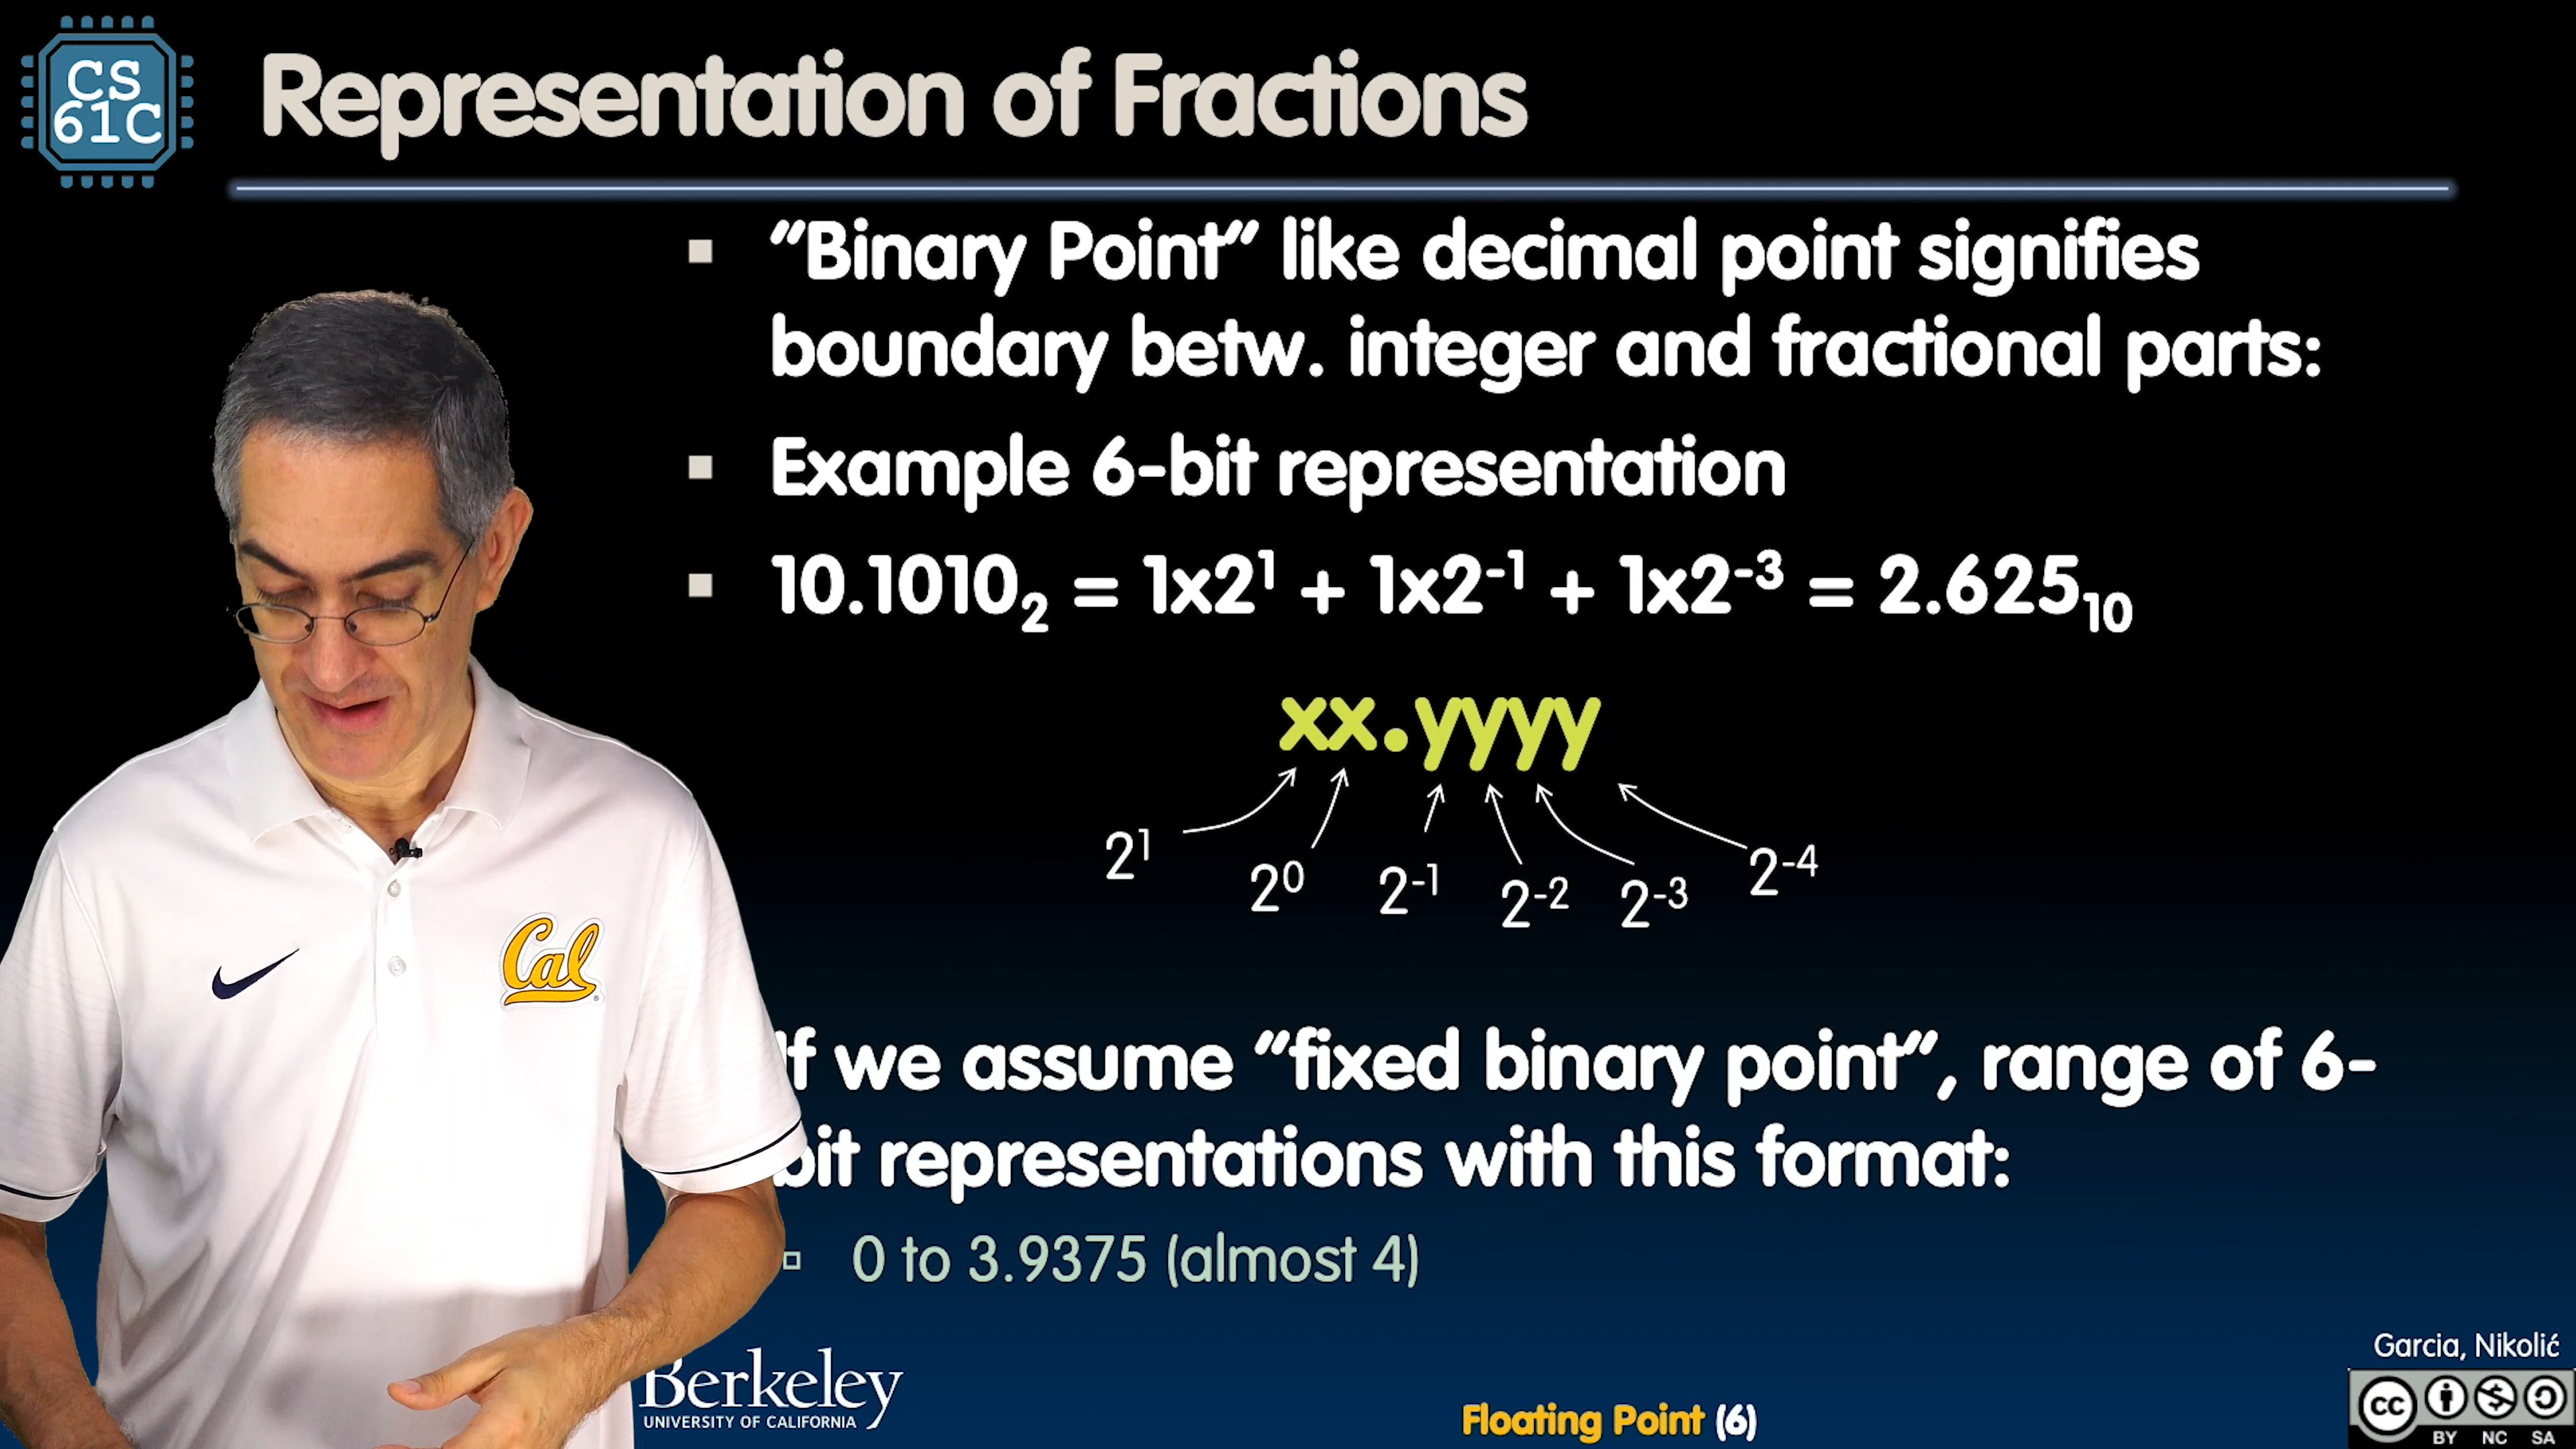 CS
61C
Representation of Fractions
▪ "Binary Point" like decimal point signifies
boundary betw. integer and fractional parts:
▪ Example 6-bit representation
▪ 10.1010₂ = 1x2¹ + 1x2⁻¹ + 1x2⁻³ = 2.625₁₀
xx.yyyy
2¹ 2⁰ 2⁻¹ 2⁻² 2⁻³ 2⁻⁴
Cal
If we assume "fixed binary point", range of 6-
bit representations with this format:
▫ 0 to 3.9375 (almost 4)
Berkeley
UNIVERSITY OF CALIFORNIA
Floating Point (6)
Garcia, Nikolić
cc
BY NC SA